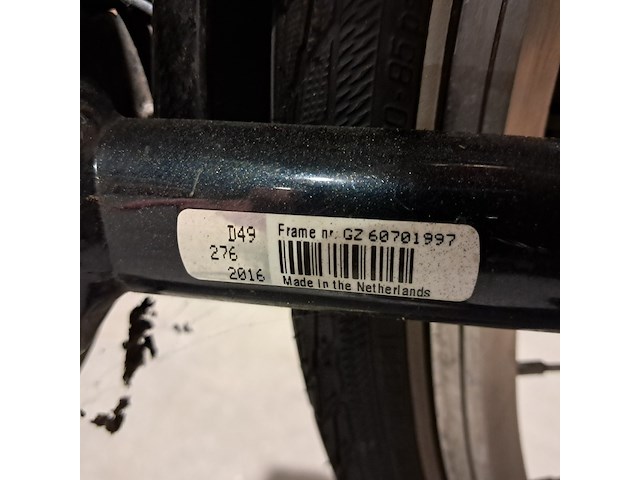 D49 Frame nr. GZ 60701997
276
2016
Made in the Netherlands